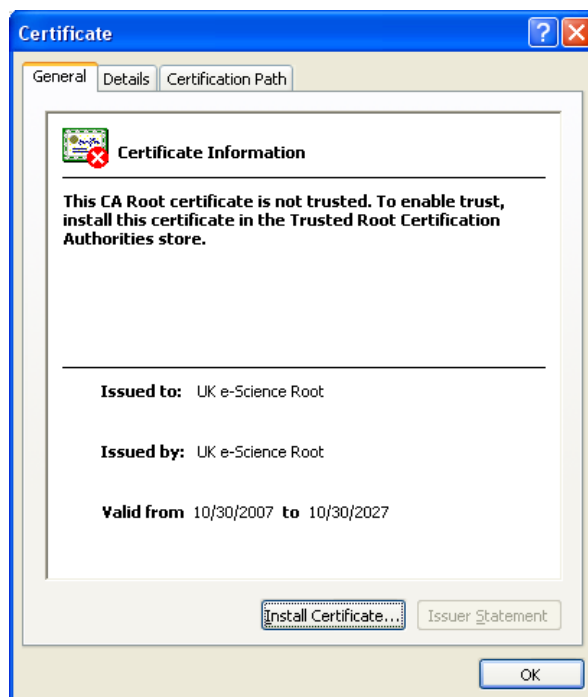 Certificate
General Details Certification Path
Certificate Information
This CA Root certificate is not trusted. To enable trust,
install this certificate in the Trusted Root Certification
Authorities store.
Issued to: UK e-Science Root
Issued by: UK e-Science Root
Valid from 10/30/2007 to 10/30/2027
Install Certificate... Issuer Statement
OK